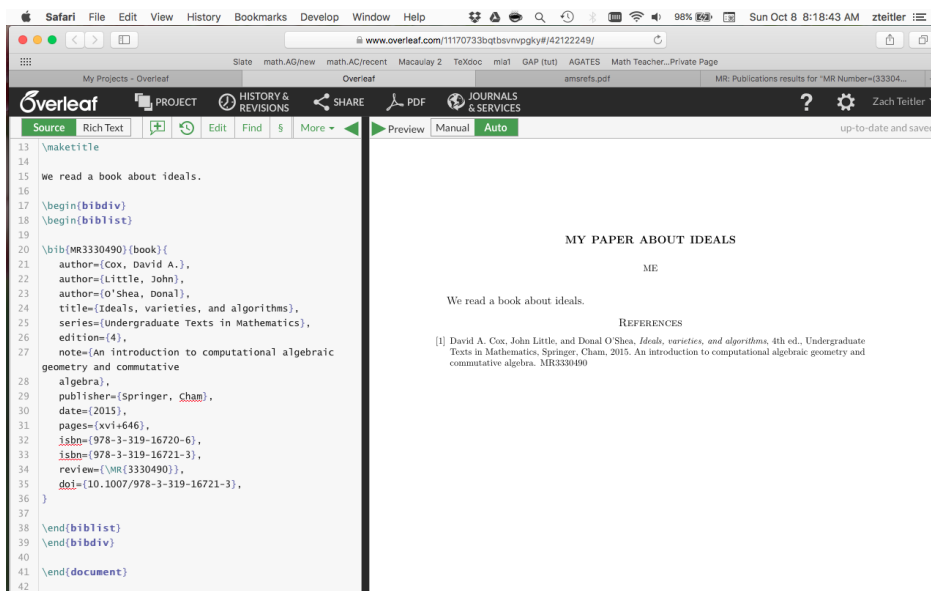 Safari File Edit View History Bookmarks Develop Window Help 98% Sun Oct 8 8:18:43 AM zteitler
www.overleaf.com/11170733bqtbsvnvpgky#/42122249/
Slate math.AG/new math.AC/recent Macaulay 2 TeXdoc mla1 GAP (tut) AGATES Math Teacher...Private Page
My Projects - Overleaf Overleaf amsrefs.pdf MR: Publications results for "MR Number=(33304...
Overleaf PROJECT HISTORY & REVISIONS SHARE PDF JOURNALS & SERVICES ? Zach Teitler
Source Rich Text Edit Find § More Preview Manual Auto up-to-date and saved
13 \maketitle
14
15 We read a book about ideals.
16
17 \begin{bibdiv}
18 \begin{biblist}
19
20 \bib{MR3330490}{book}{
21 author={Cox, David A.},
22 author={Little, John},
23 author={O'Shea, Donal},
24 title={Ideals, varieties, and algorithms},
25 series={Undergraduate Texts in Mathematics},
26 edition={4},
27 note={An introduction to computational algebraic
geometry and commutative
28 algebra},
29 publisher={Springer, Cham},
30 date={2015},
31 pages={xvi+646},
32 isbn={978-3-319-16720-6},
33 isbn={978-3-319-16721-3},
34 review={\MR{3330490}},
35 doi={10.1007/978-3-319-16721-3},
36 }
37
38 \end{biblist}
39 \end{bibdiv}
40
41 \end{document}
42
MY PAPER ABOUT IDEALS
ME
We read a book about ideals.
References
[1] David A. Cox, John Little, and Donal O'Shea, Ideals, varieties, and algorithms, 4th ed., Undergraduate
Texts in Mathematics, Springer, Cham, 2015. An introduction to computational algebraic geometry and
commutative algebra. MR3330490